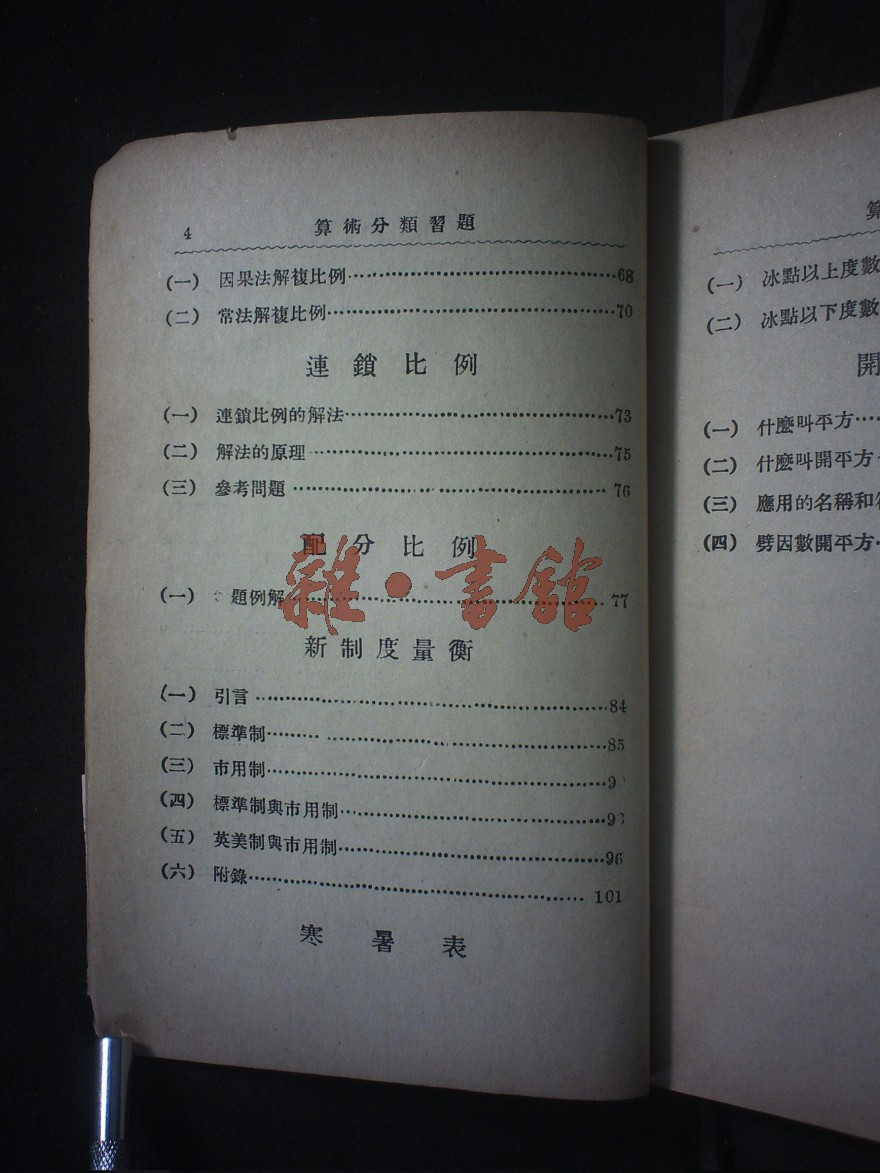 4 算術分類習題
(一) 因果法解複比例……68
(二) 常法解複比例……70
連鎖比例
(一) 連鎖比例的解法……73
(二) 解法的原理……75
(三) 參考問題……76
配分比例
(一) 題例解……77
雜·書館
新制度量衡
(一) 引言……84
(二) 標準制……85
(三) 市用制……9
(四) 標準制與市用制……93
(五) 英美制與市用制……96
(六) 附錄……101
寒暑表
算
(一) 冰點以上度數
(二) 冰點以下度數
開
(一) 什麼叫平方……
(二) 什麼叫開平方
(三) 應用的名稱和
(四) 劈因數開平方